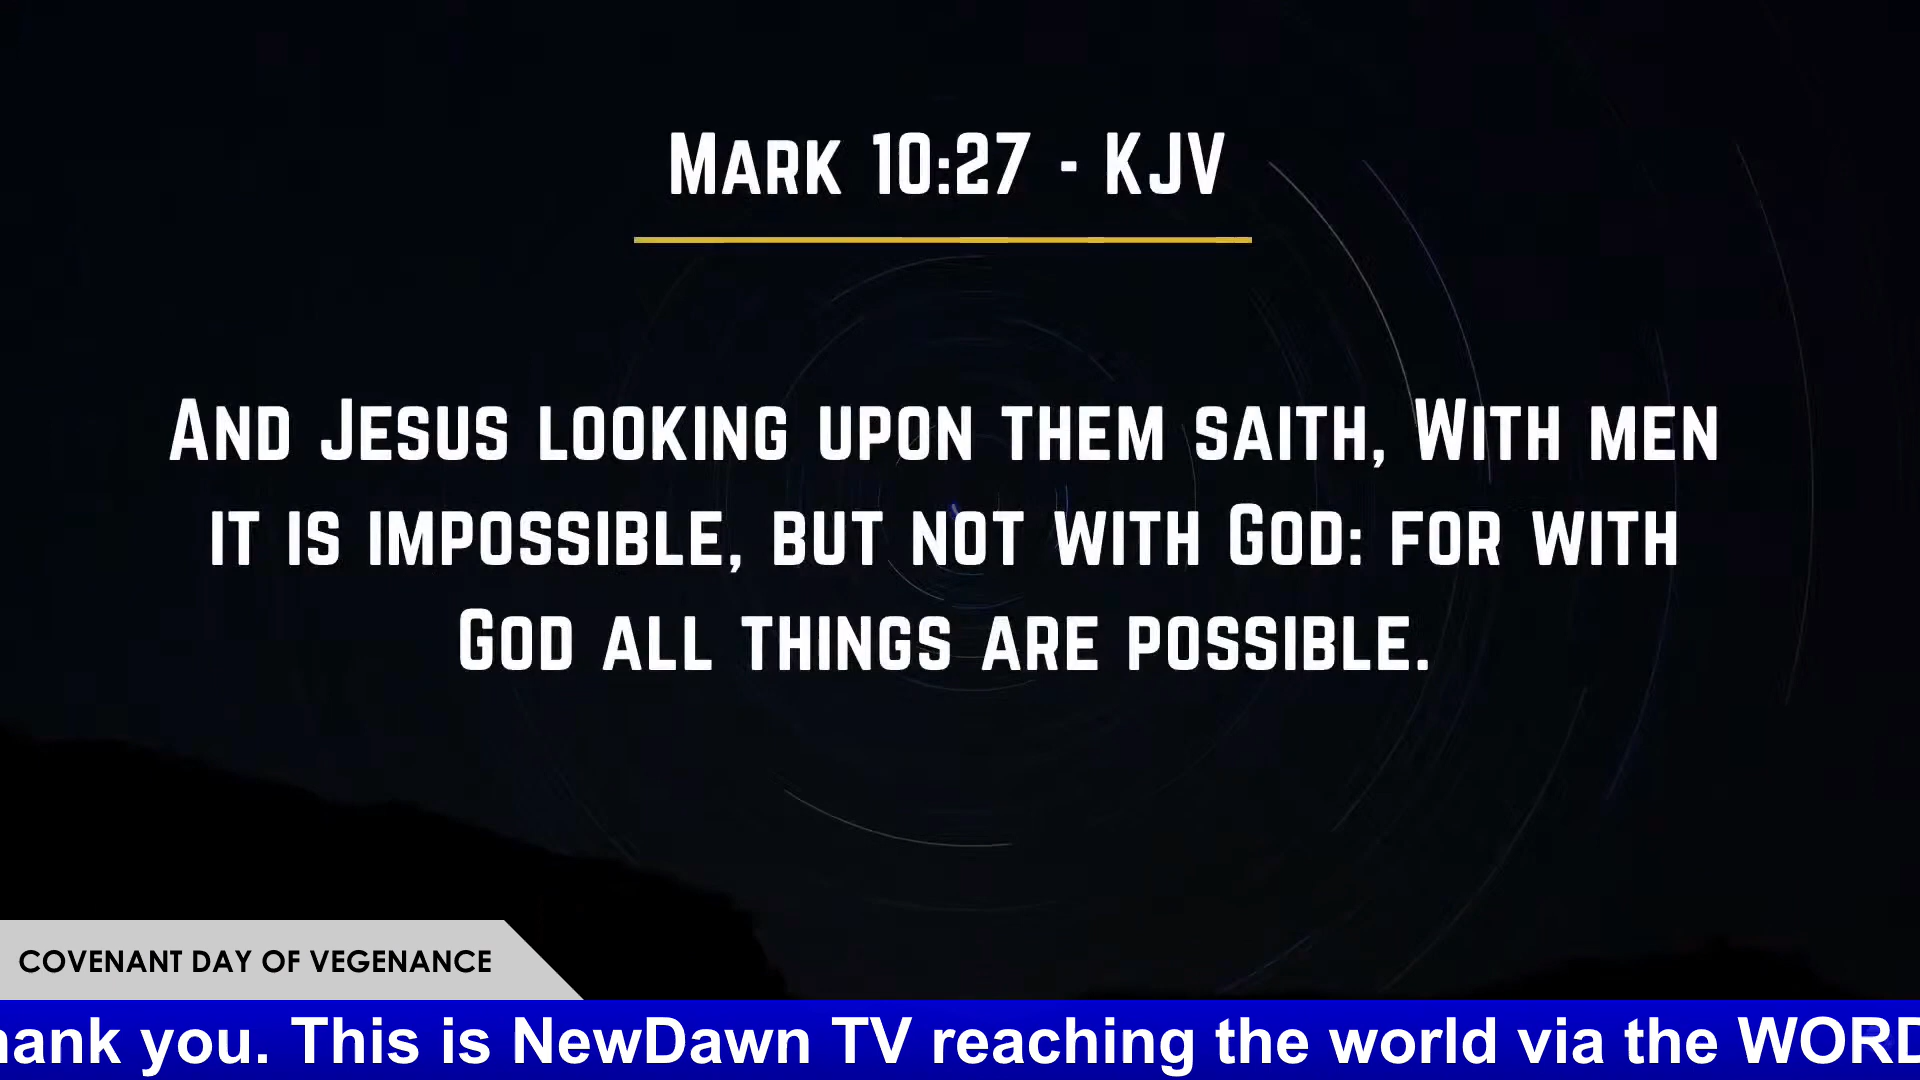 Mark 10:27 - KJV
And Jesus looking upon them saith, With men
it is impossible, but not with God: for with
God all things are possible.
COVENANT DAY OF VEGENANCE
hank you. This is NewDawn TV reaching the world via the WORD